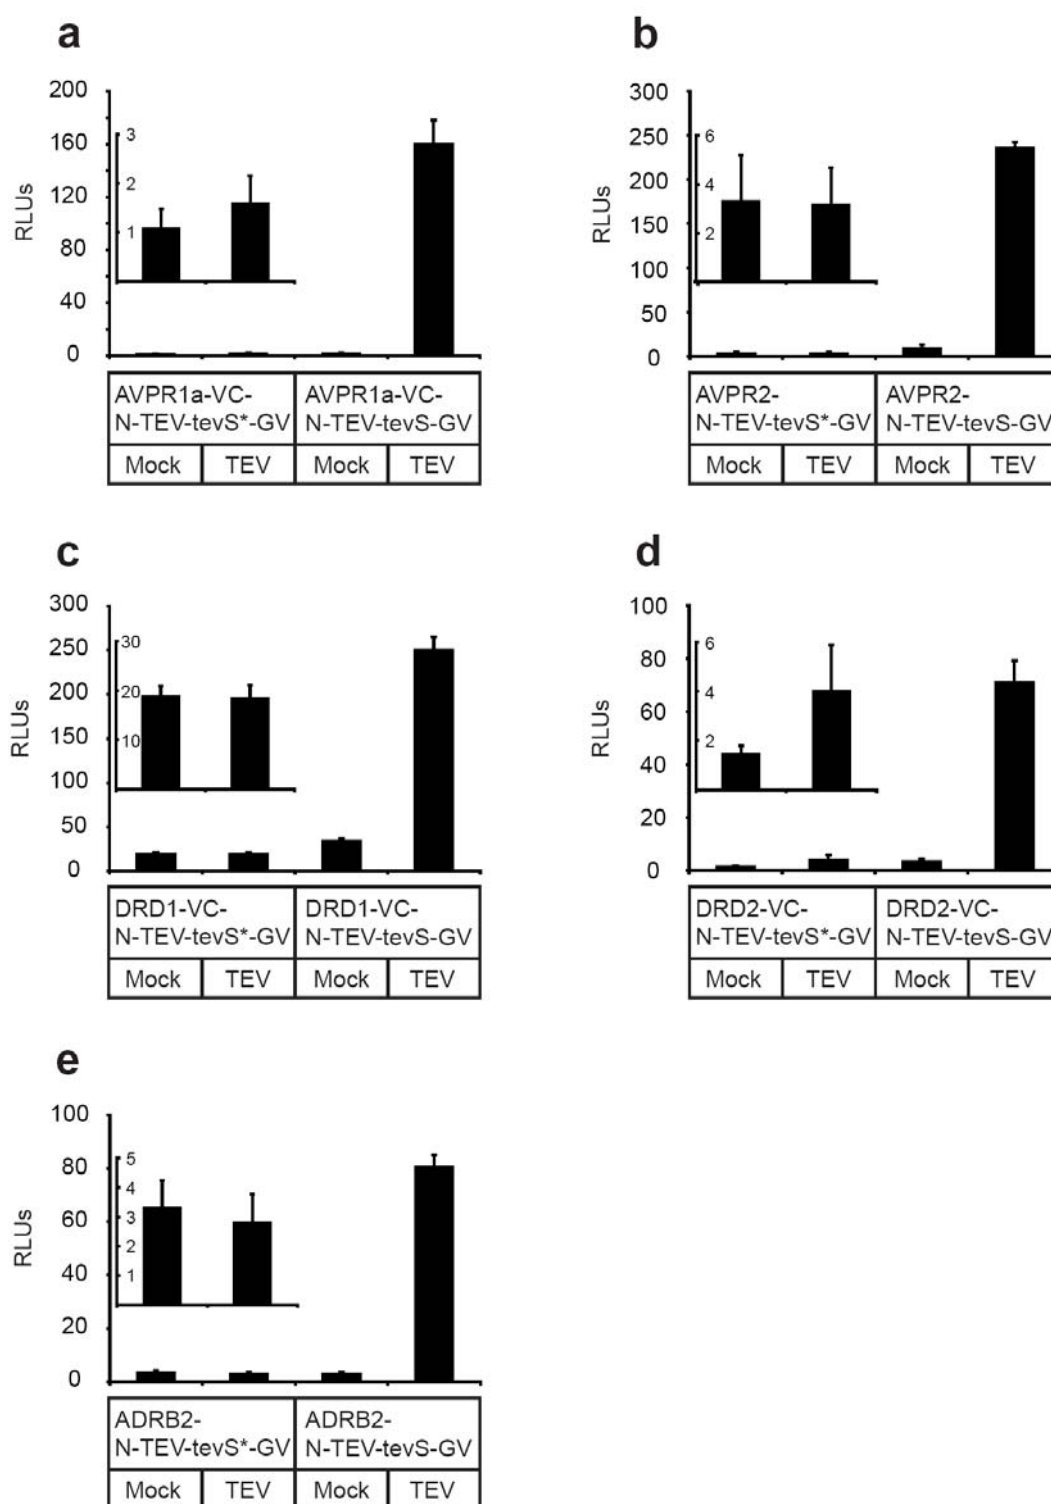 a
200
160
120
80
40
0
RLUs
3
2
1
AVPR1a-VC-
N-TEV-tevS*-GV
AVPR1a-VC-
N-TEV-tevS-GV
Mock
TEV
Mock
TEV
b
300
250
200
150
100
50
0
RLUs
6
4
2
AVPR2-
N-TEV-tevS*-GV
AVPR2-
N-TEV-tevS-GV
Mock
TEV
Mock
TEV
c
300
250
200
150
100
50
0
RLUs
30
20
10
DRD1-VC-
N-TEV-tevS*-GV
DRD1-VC-
N-TEV-tevS-GV
Mock
TEV
Mock
TEV
d
100
80
60
40
20
0
RLUs
6
4
2
DRD2-VC-
N-TEV-tevS*-GV
DRD2-VC-
N-TEV-tevS-GV
Mock
TEV
Mock
TEV
e
100
80
60
40
20
0
RLUs
5
4
3
2
1
ADRB2-
N-TEV-tevS*-GV
ADRB2-
N-TEV-tevS-GV
Mock
TEV
Mock
TEV